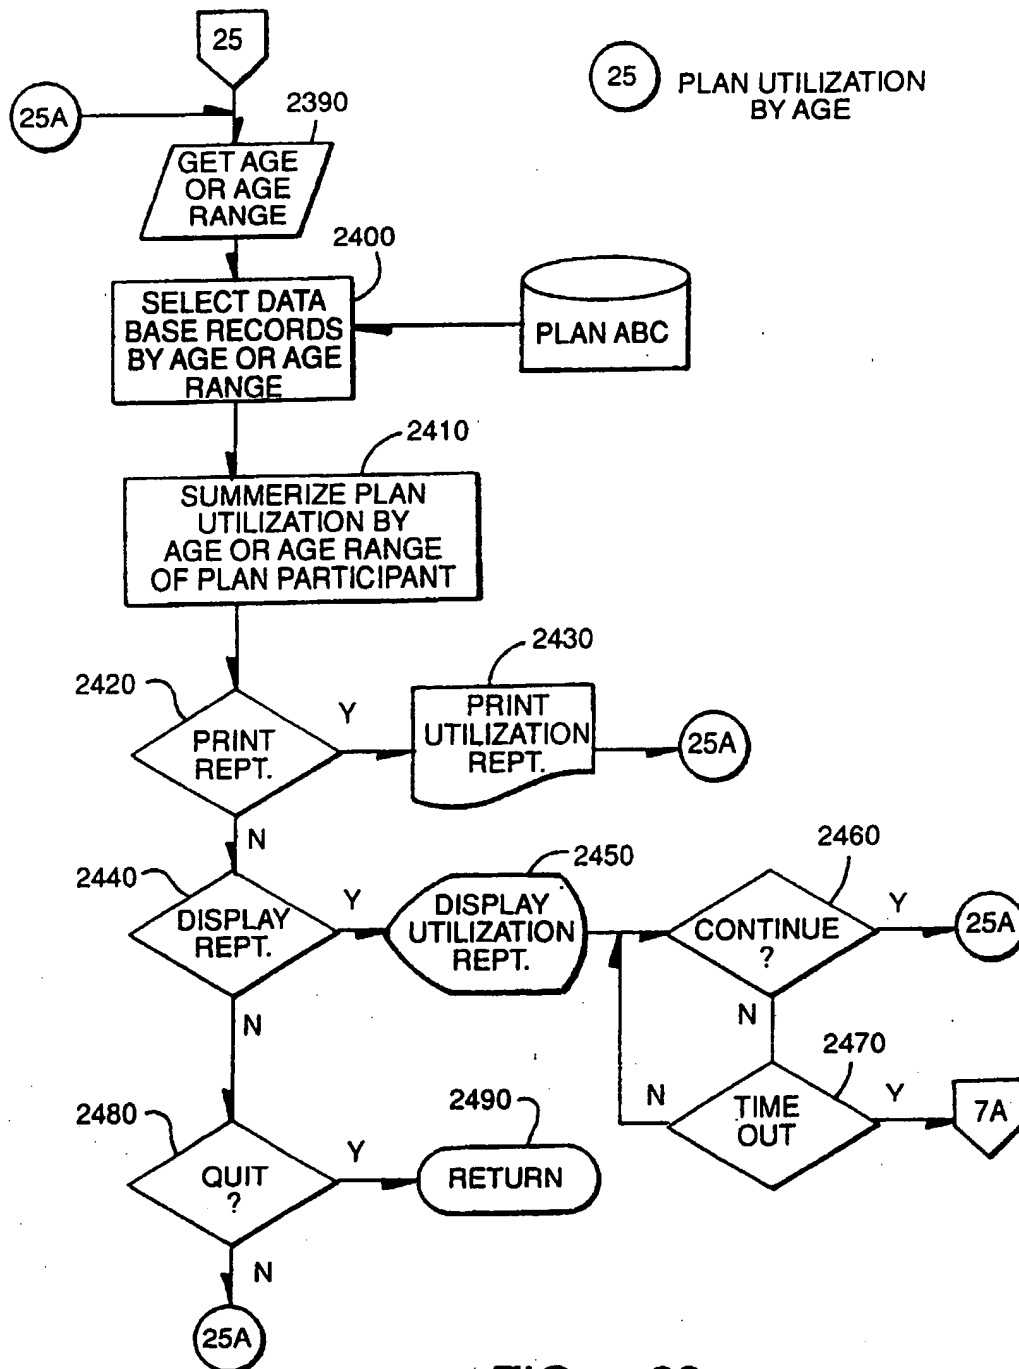 25
25 PLAN UTILIZATION
BY AGE
25A
2390
GET AGE
OR AGE
RANGE
2400
SELECT DATA
BASE RECORDS
BY AGE OR AGE
RANGE
PLAN ABC
2410
SUMMERIZE PLAN
UTILIZATION BY
AGE OR AGE RANGE
OF PLAN PARTICIPANT
2420
PRINT
REPT.
Y
2430
PRINT
UTILIZATION
REPT.
25A
N
2440
DISPLAY
REPT.
Y
2450
DISPLAY
UTILIZATION
REPT.
2460
CONTINUE
?
Y
25A
N
N
2470
TIME
OUT
N
Y
7A
2480
QUIT
?
Y
2490
RETURN
N
25A